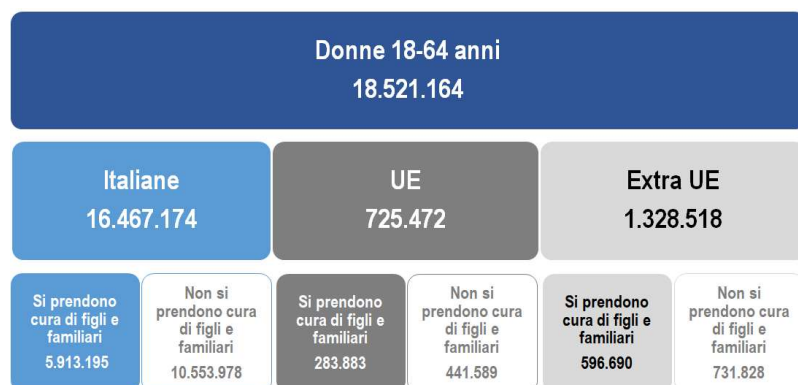 Donne 18-64 anni
18.521.164
Italiane
16.467.174
UE
725.472
Extra UE
1.328.518
Si prendono
cura di figli e
familiari
5.913.195
Non si
prendono cura
di figli e
familiari
10.553.978
Si prendono
cura di figli e
familiari
283.883
Non si
prendono cura
di figli e
familiari
441.589
Si prendono
cura di figli e
familiari
596.690
Non si
prendono cura
di figli e
familiari
731.828